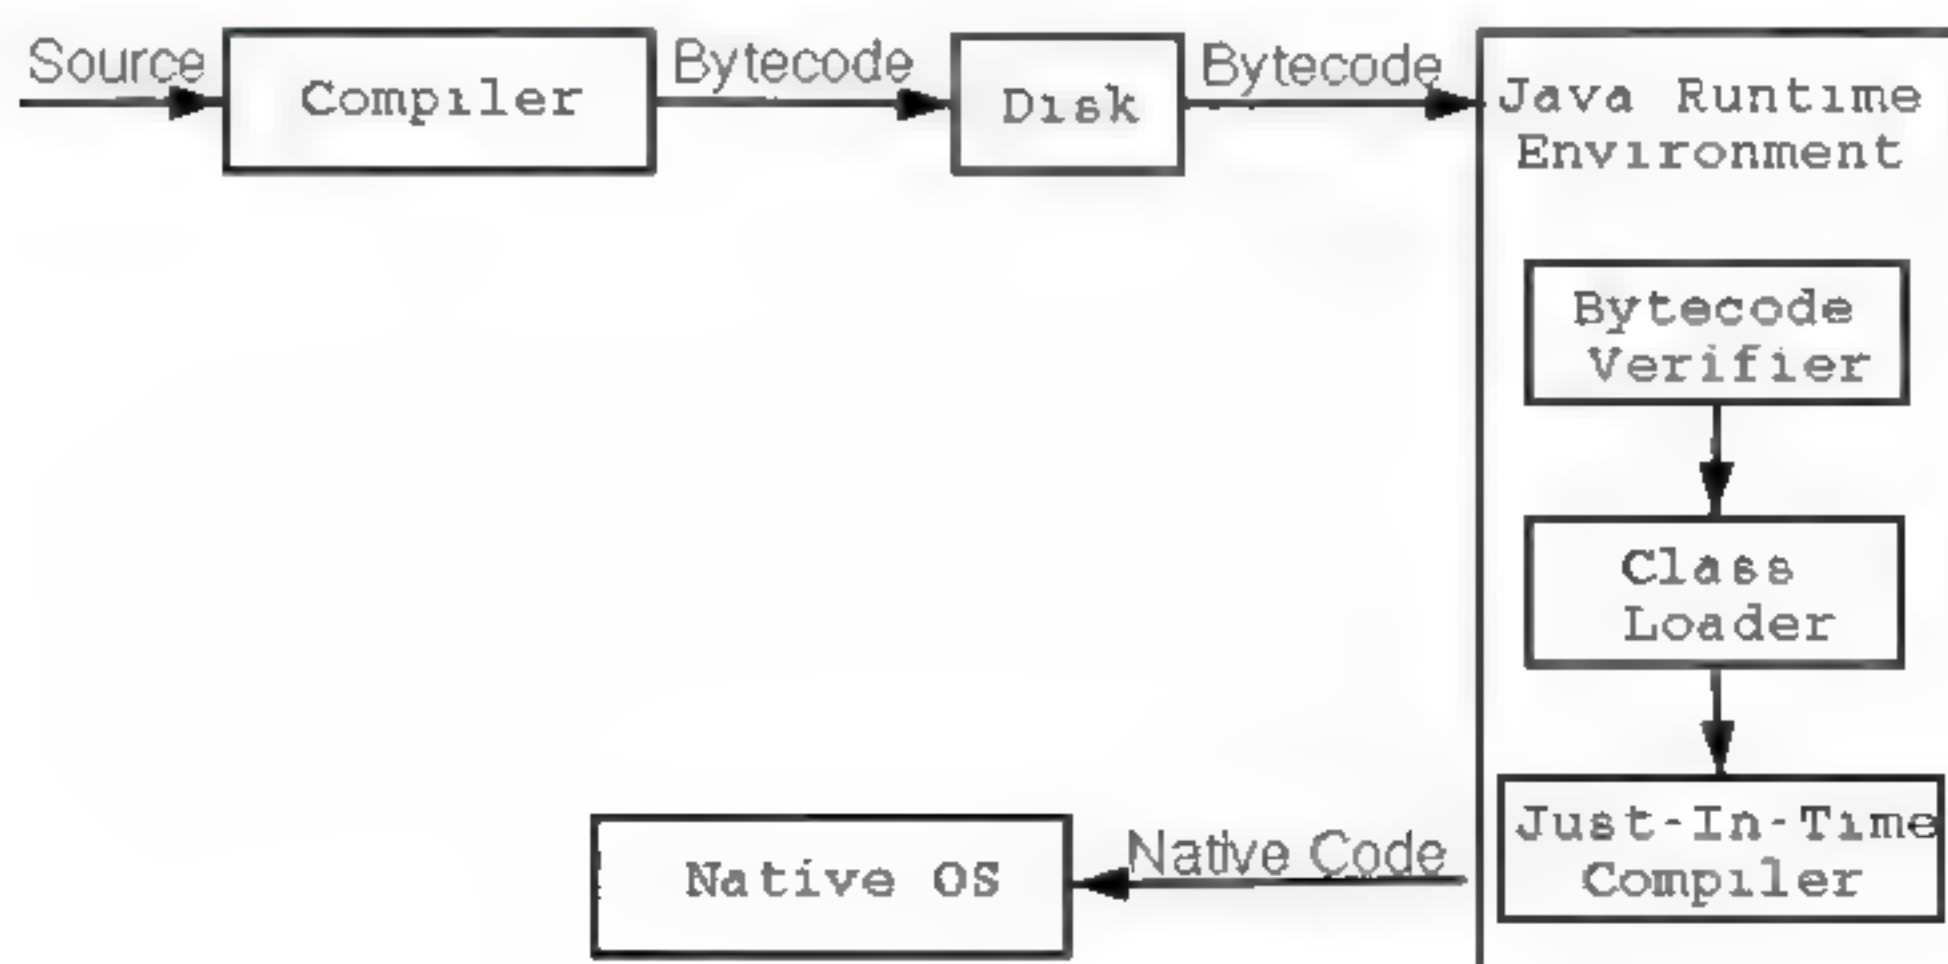 Source
Compiler
Bytecode
Disk
Bytecode
Java Runtime
Environment
Bytecode
Verifier
Class
Loader
Just-In-Time
Compiler
Native Code
Native OS